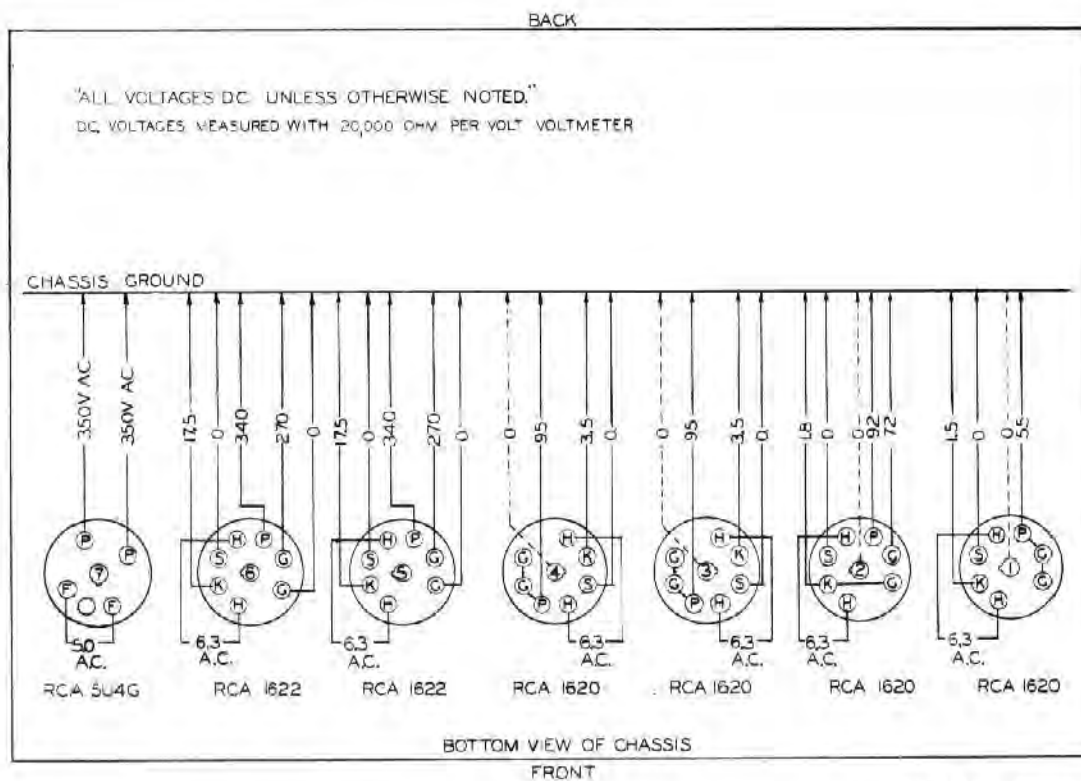 BACK
"ALL VOLTAGES D.C. UNLESS OTHERWISE NOTED."
DC VOLTAGES MEASURED WITH 20,000 OHM PER VOLT VOLTMETER
CHASSIS GROUND
350V AC 350V AC 17.5 0 340 270 0 17.5 0 340 270 0 0 95 3.5 0 0 95 3.5 0 1.8 0 0 92 72 1.5 0 0 55
P P 7 F F
S H P G K G H 6
S H P G K G H 5
G H K G S P H 4
G H K G S P H 3
S H P G K G H 2
S H P G K G H 1
5.0 A.C. 6.3 A.C. 6.3 A.C. 6.3 A.C. 6.3 A.C. 6.3 A.C. 6.3 A.C.
RCA 5U4G RCA 1622 RCA 1622 RCA 1620 RCA 1620 RCA 1620 RCA 1620
BOTTOM VIEW OF CHASSIS
FRONT